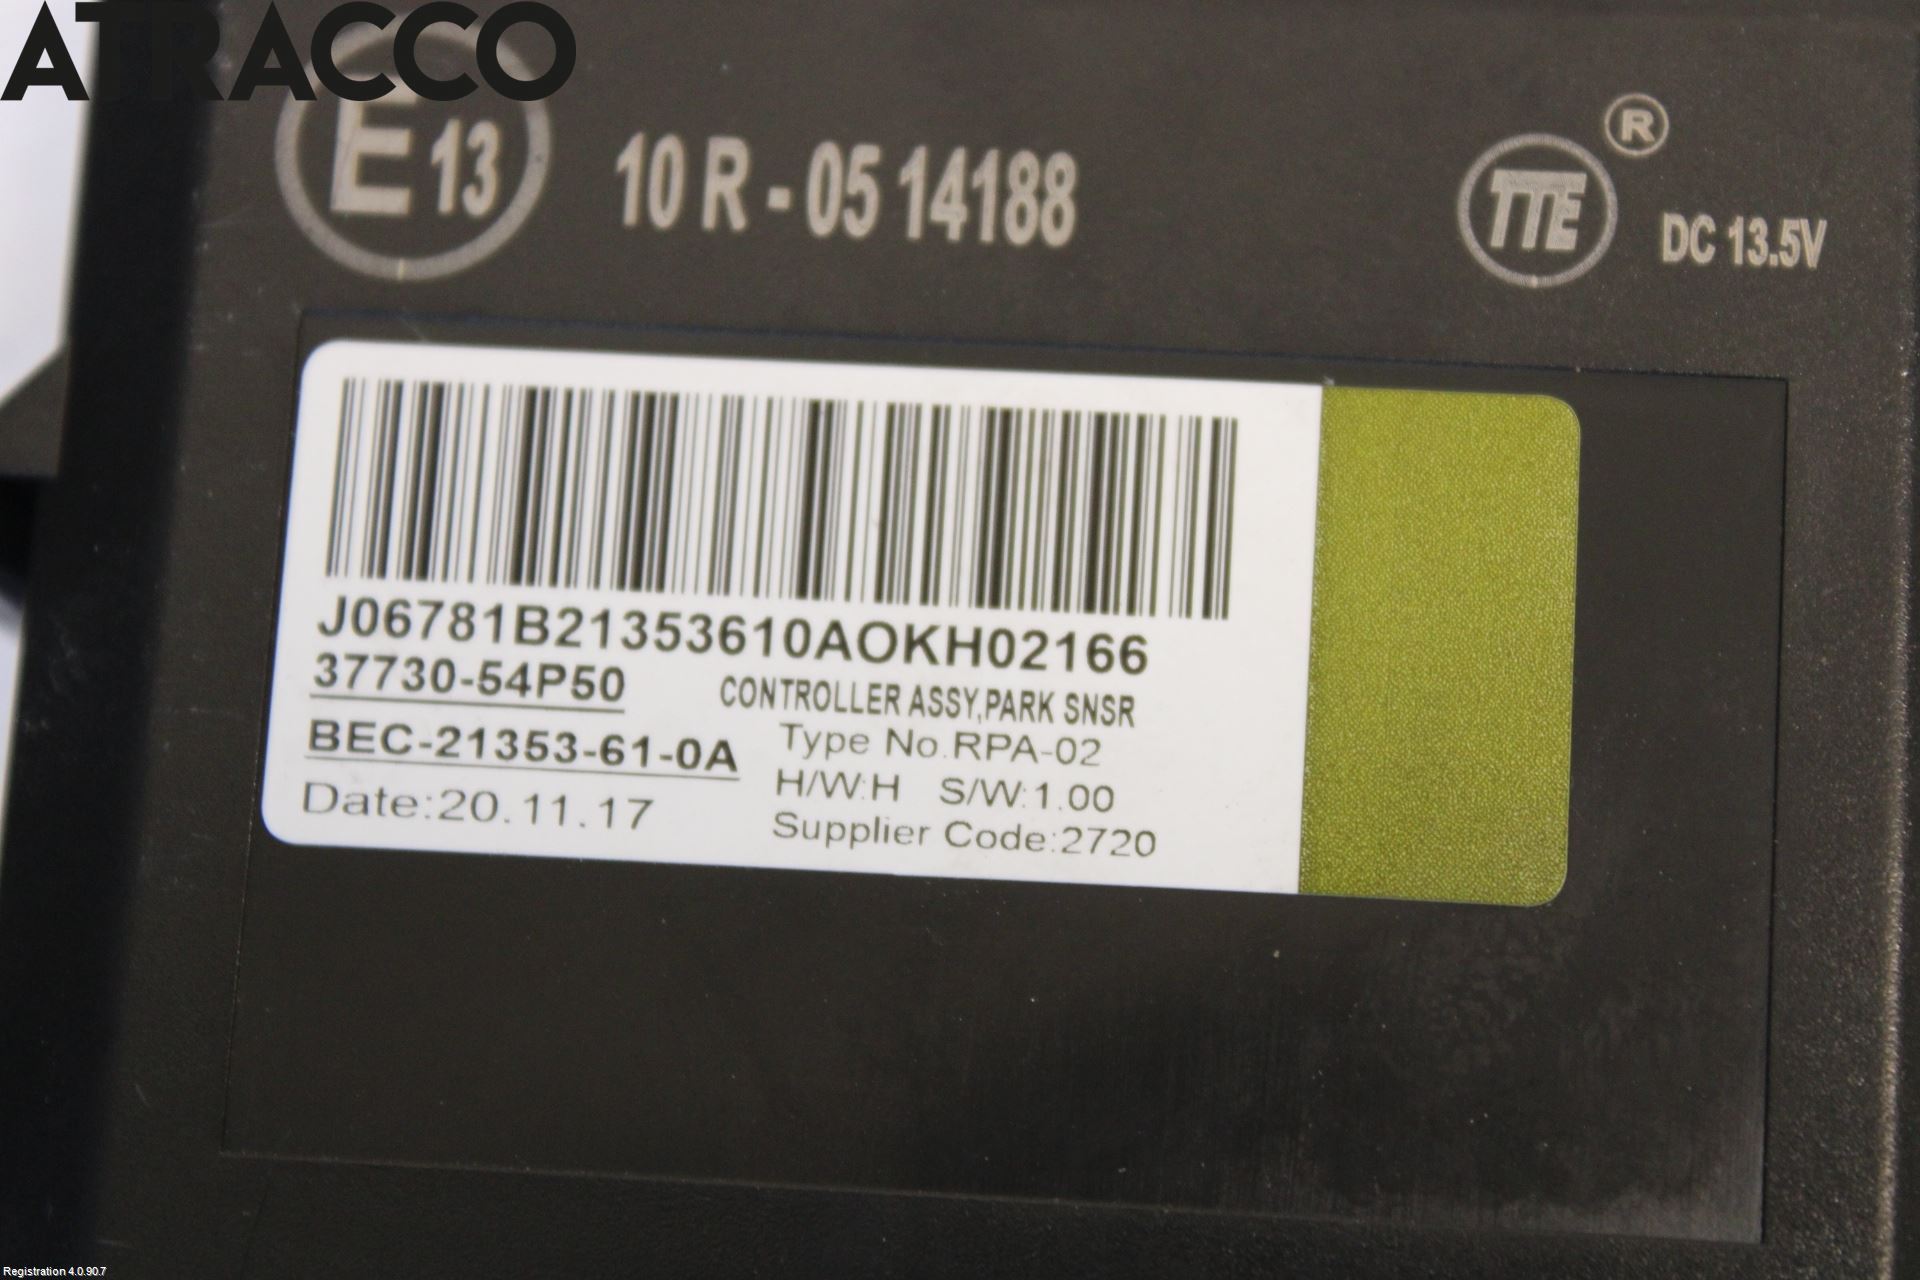 ATRACCO
E13
10 R - 05 14188
TTE ®
DC 13.5V
J06781B21353610AOKH02166
37730-54P50
CONTROLLER ASSY,PARK SNSR
BEC-21353-61-0A
Type No.RPA-02
H/W:H S/W:1.00
Date:20.11.17
Supplier Code:2720
Registration 4.0.90.7